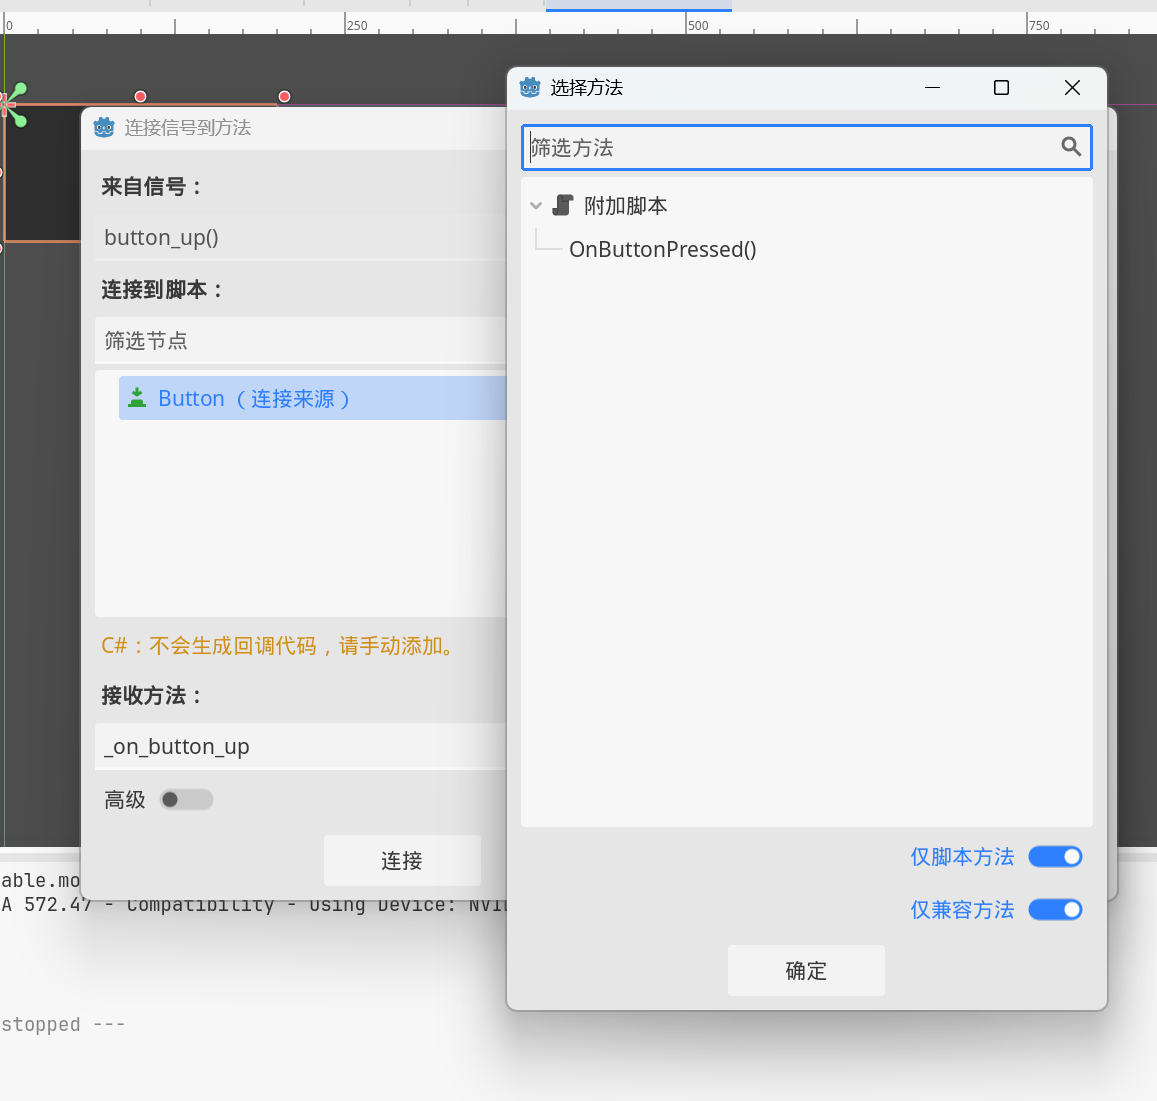 0
250
500
750
选择方法
连接信号到方法
筛选方法
来自信号：
附加脚本
button_up()
OnButtonPressed()
连接到脚本：
筛选节点
Button （连接来源）
C#：不会生成回调代码，请手动添加。
接收方法：
_on_button_up
高级
连接
仅脚本方法
able.mo
A 572.47 - Compatibility - Using Device: NVI
仅兼容方法
确定
stopped ---